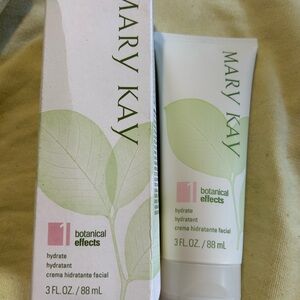 MARY KAY
1
botanical
effects
hydrate
hydratant
crema hidratante facial
3 FL.OZ. / 88 mL
MARY KAY
1
botanical
effects
hydrate
hydratant
crema hidratante facial
3 FL.OZ. / 88 mL